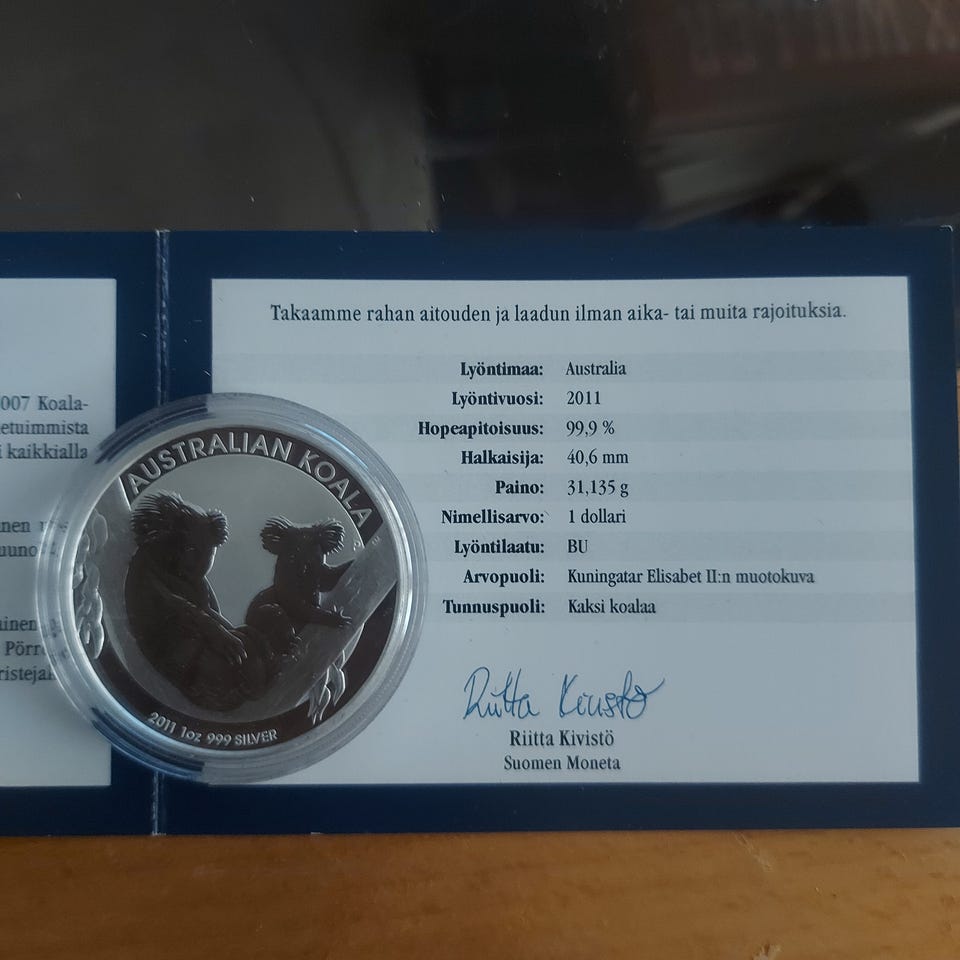 007 Koala-
etuimmista
i kaikkialla
AUSTRALIAN KOALA
P
2011 1oz 999 SILVER
Takaamme rahan aitouden ja laadun ilman aika- tai muita rajoituksia.
Lyöntimaa: Australia
Lyöntivuosi: 2011
Hopeapitoisuus: 99,9 %
Halkaisija: 40,6 mm
Paino: 31,135 g
Nimellisarvo: 1 dollari
Lyöntilaatu: BU
Arvopuoli: Kuningatar Elisabet II:n muotokuva
Tunnuspuoli: Kaksi koalaa
Riitta Kivistö
Riitta Kivistö
Suomen Moneta